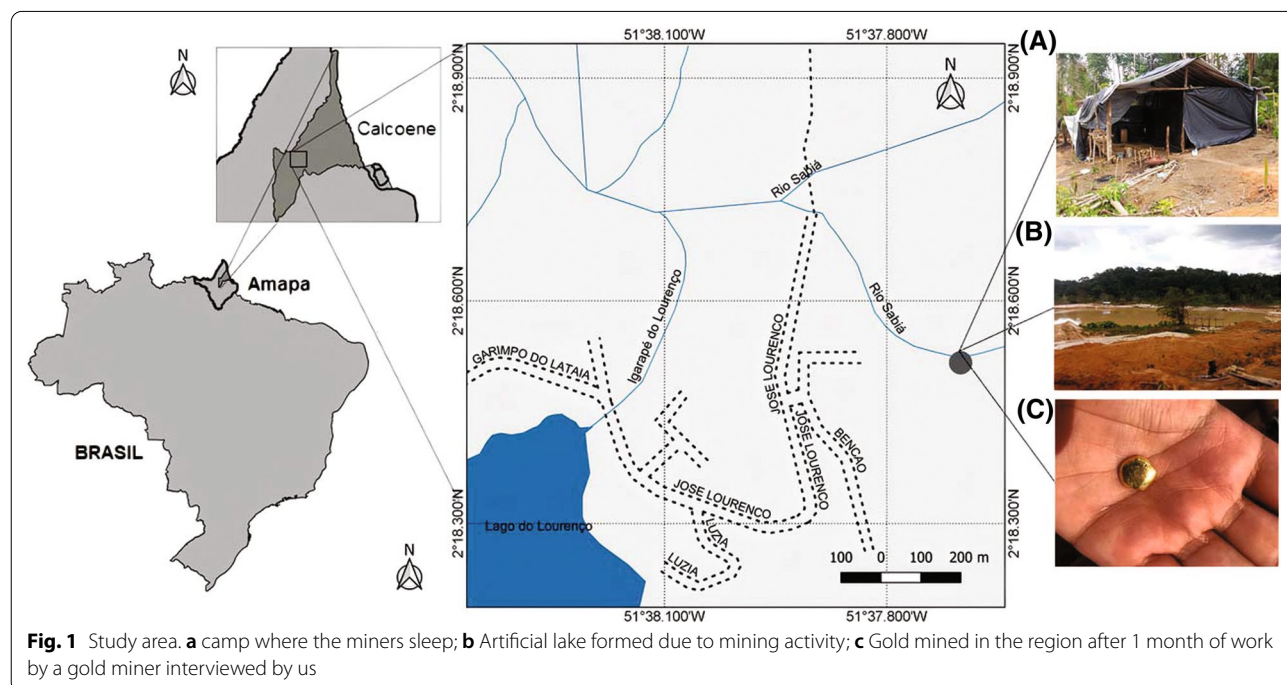 N
Calcoene
Amapa
BRASIL
N
51°38.100'W
51°37.800'W
2°18.900'N
2°18.900'N
2°18.600'N
2°18.600'N
2°18.300'N
2°18.300'N
51°38.100'W
51°37.800'W
N
Rio Sabiá
Rio Sabiá
Igarapé do Lourenço
GARIMPO DO LATAIA
JOSE LOURENCO
JOSE LOURENCO
BENCAO
JOSE LOURENCO
LUZIA
LUZIA
Lago do Lourenço
100 0 100 200 m
(A)
(B)
(C)
Fig. 1 Study area. a camp where the miners sleep; b Artificial lake formed due to mining activity; c Gold mined in the region after 1 month of work
by a gold miner interviewed by us